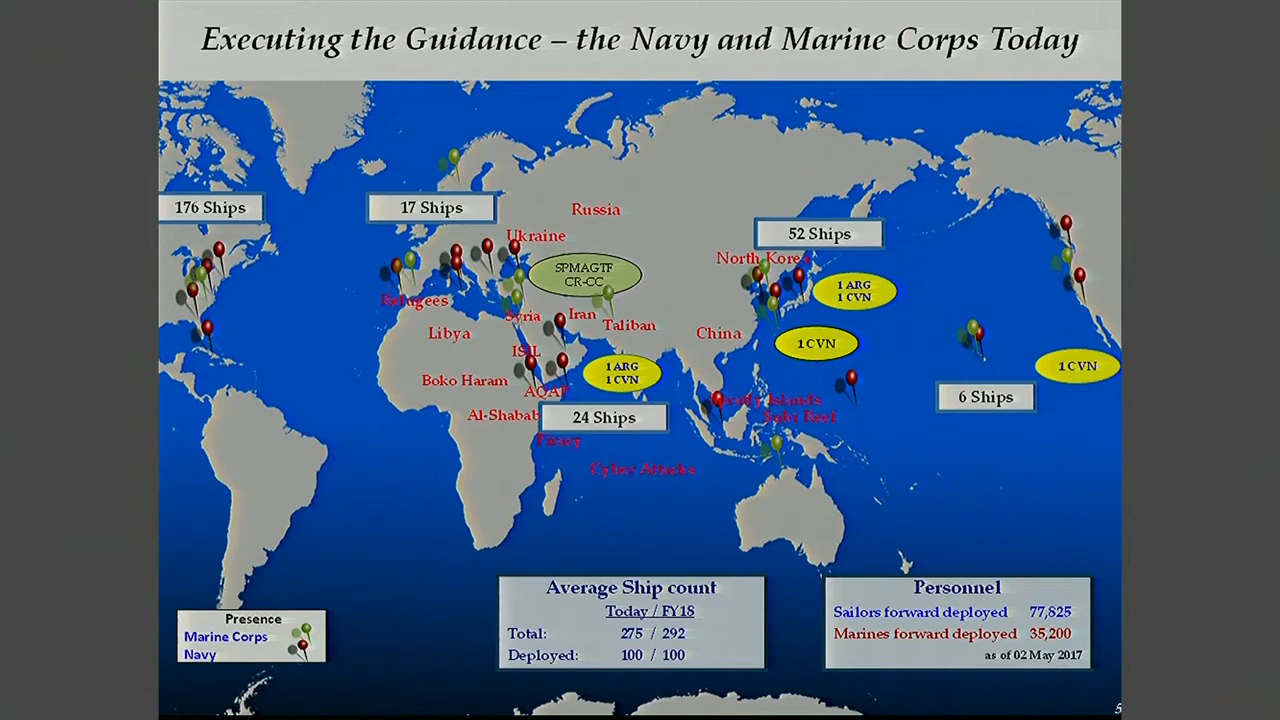 Executing the Guidance – the Navy and Marine Corps Today
176 Ships
17 Ships
Russia
52 Ships
Ukraine
North Korea
SPMAGTF
CR-CC
1 ARG
1 CVN
Refugees
Syria
Iran
Taliban
Libya
China
1 CVN
ISIL
1 ARG
1 CVN
1 CVN
Boko Haram
AQAP
6 Ships
Islands
Reef
Al-Shabab
24 Ships
Piracy
Cyber Attacks
Average Ship count
Today / FY18
Total: 275 / 292
Deployed: 100 / 100
Personnel
Sailors forward deployed 77,825
Marines forward deployed 35,200
as of 02 May 2017
Presence
Marine Corps
Navy
5